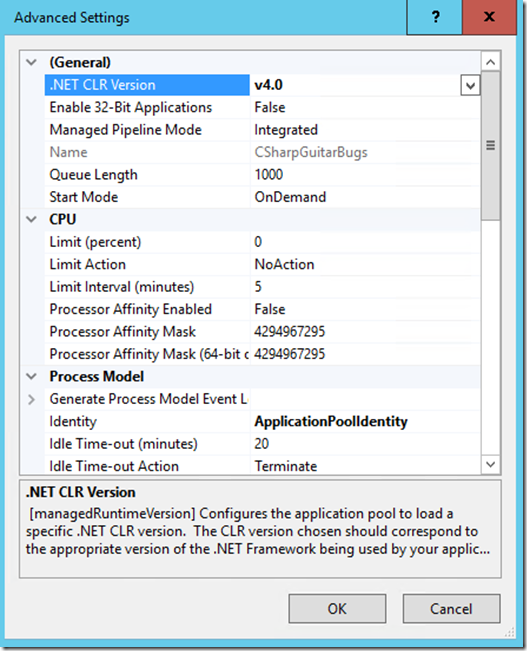 Advanced Settings
? x
(General)
.NET CLR Version v4.0
Enable 32-Bit Applications False
Managed Pipeline Mode Integrated
Name CSharpGuitarBugs
Queue Length 1000
Start Mode OnDemand
CPU
Limit (percent) 0
Limit Action NoAction
Limit Interval (minutes) 5
Processor Affinity Enabled False
Processor Affinity Mask 4294967295
Processor Affinity Mask (64-bit o 4294967295
Process Model
Generate Process Model Event L
Identity ApplicationPoolIdentity
Idle Time-out (minutes) 20
Idle Time-out Action Terminate
.NET CLR Version
[managedRuntimeVersion] Configures the application pool to load a
specific .NET CLR version. The CLR version chosen should correspond to
the appropriate version of the .NET Framework being used by your applic...
OK Cancel